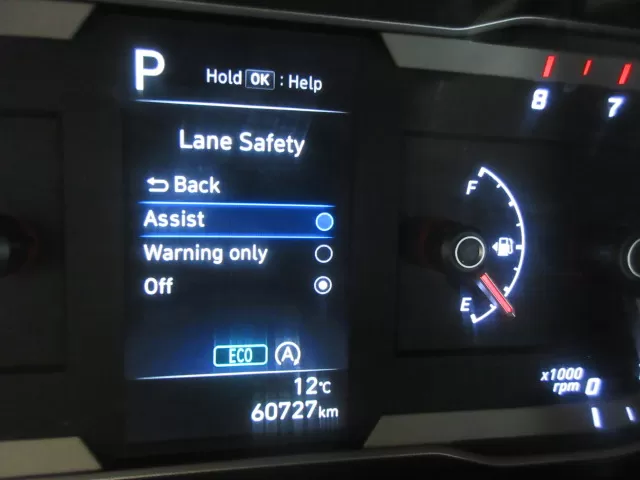 P
Hold OK : Help
Lane Safety
Back
Assist
Warning only
Off
ECO A
12℃
60727km
F
E
8
7
x1000
rpm 0